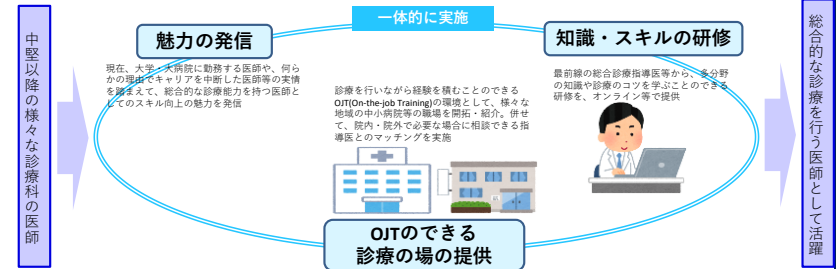 中堅以降の様々な診療科の医師
一体的に実施
魅力の発信
現在、大学・大病院に勤務する医師や、何ら
かの理由でキャリアを中断した医師等の実情
を踏まえて、総合的な診療能力を持つ医師と
してのスキル向上の魅力を発信
診療を行いながら経験を積むことのできる
OJT(On-the-job Training)の環境として、様々な
地域の中小病院等の職場を開拓・紹介。併せ
て、院内・院外で必要な場合に相談できる指
導医とのマッチングを実施
知識・スキルの研修
最前線の総合診療指導医等から、多分野
の知識や診療のコツを学ぶことのできる
研修を、オンライン等で提供
OJTのできる
診療の場の提供
総合的な診療を行う医師として活躍